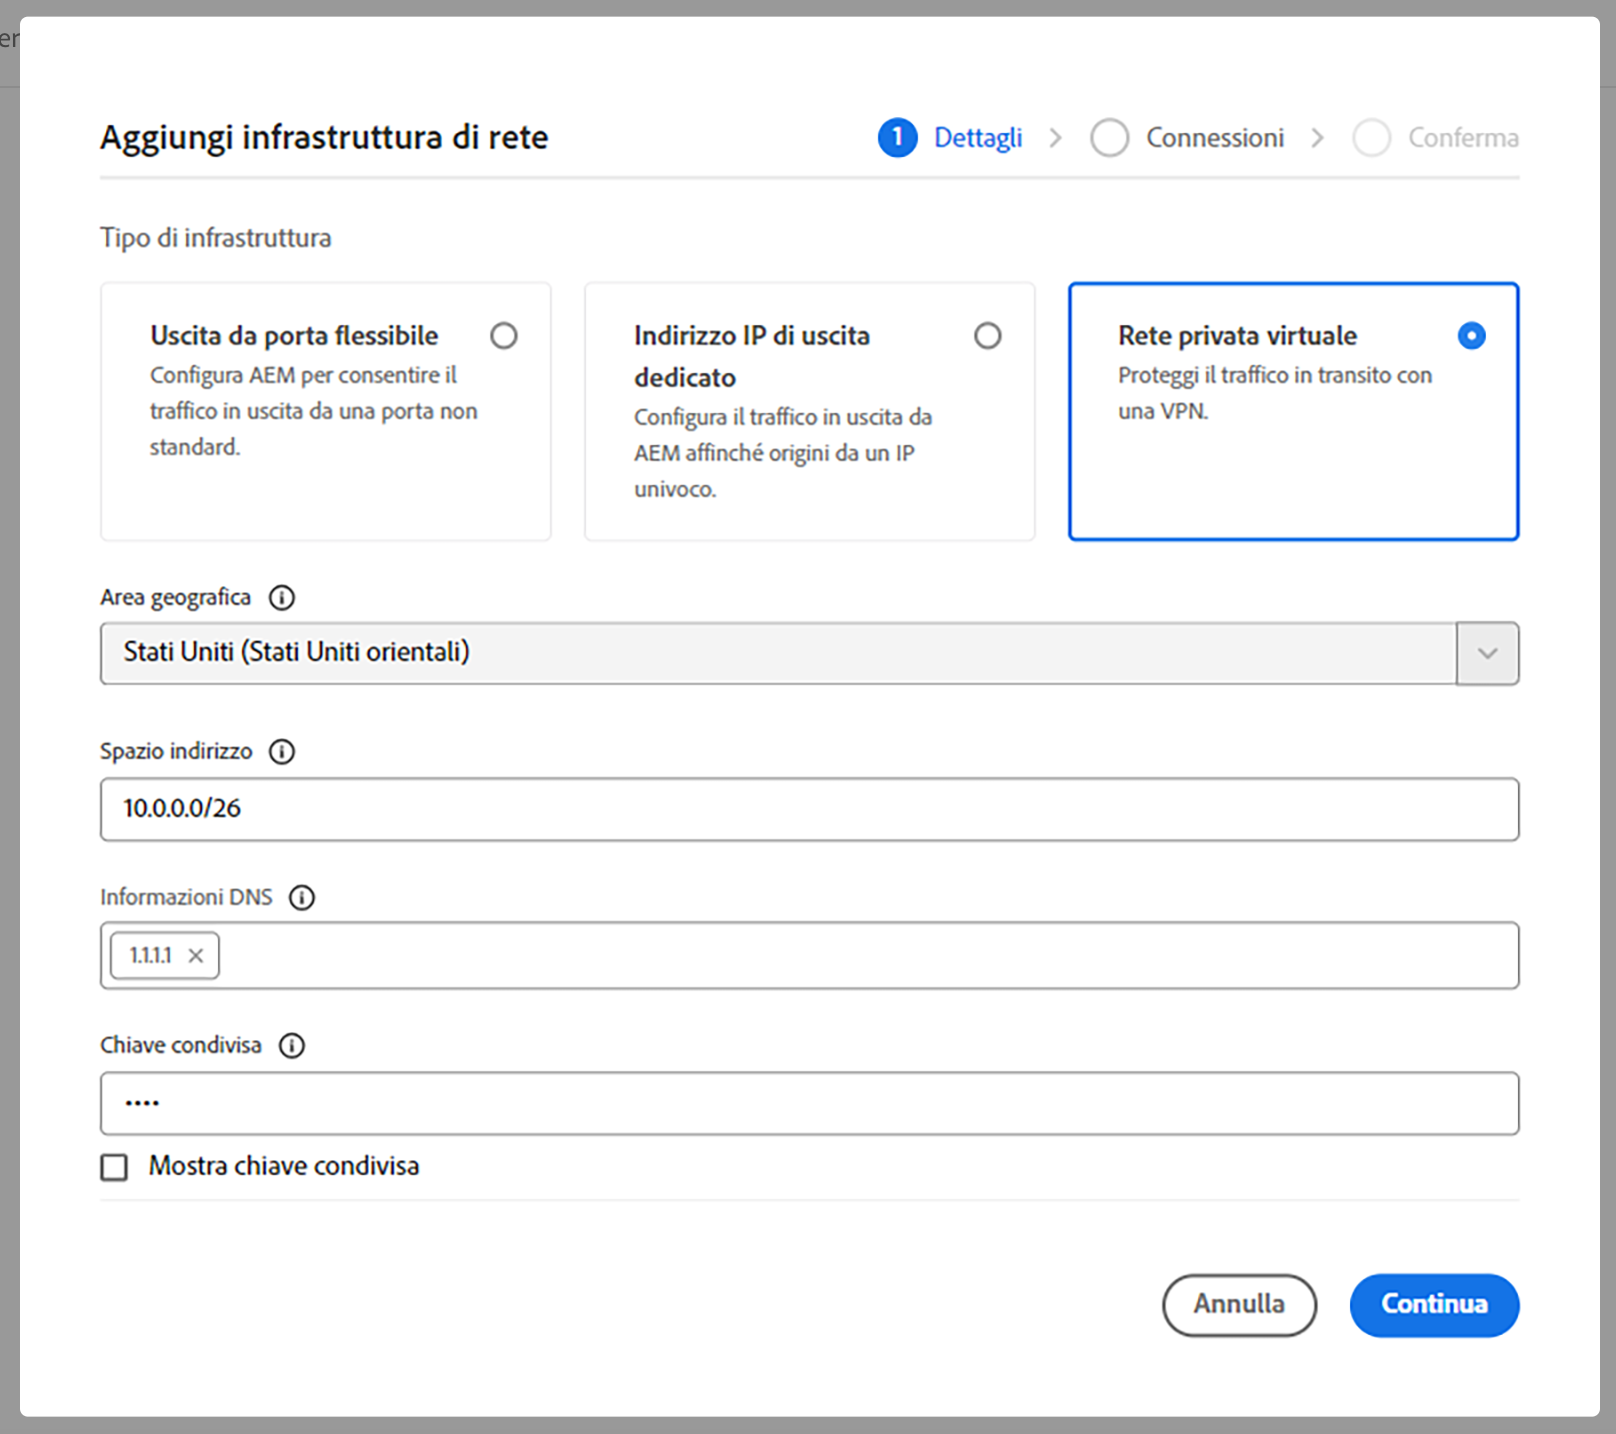 er
Aggiungi infrastruttura di rete
1 Dettagli
Connessioni
Conferma
Tipo di infrastruttura
Uscita da porta flessibile
Configura AEM per consentire il
traffico in uscita da una porta non
standard.
Indirizzo IP di uscita
dedicato
Configura il traffico in uscita da
AEM affinché origini da un IP
univoco.
Rete privata virtuale
Proteggi il traffico in transito con
una VPN.
Area geografica
Stati Uniti (Stati Uniti orientali)
Spazio indirizzo
10.0.0.0/26
Informazioni DNS
1.1.1.1
Chiave condivisa
••••
Mostra chiave condivisa
Annulla
Continua